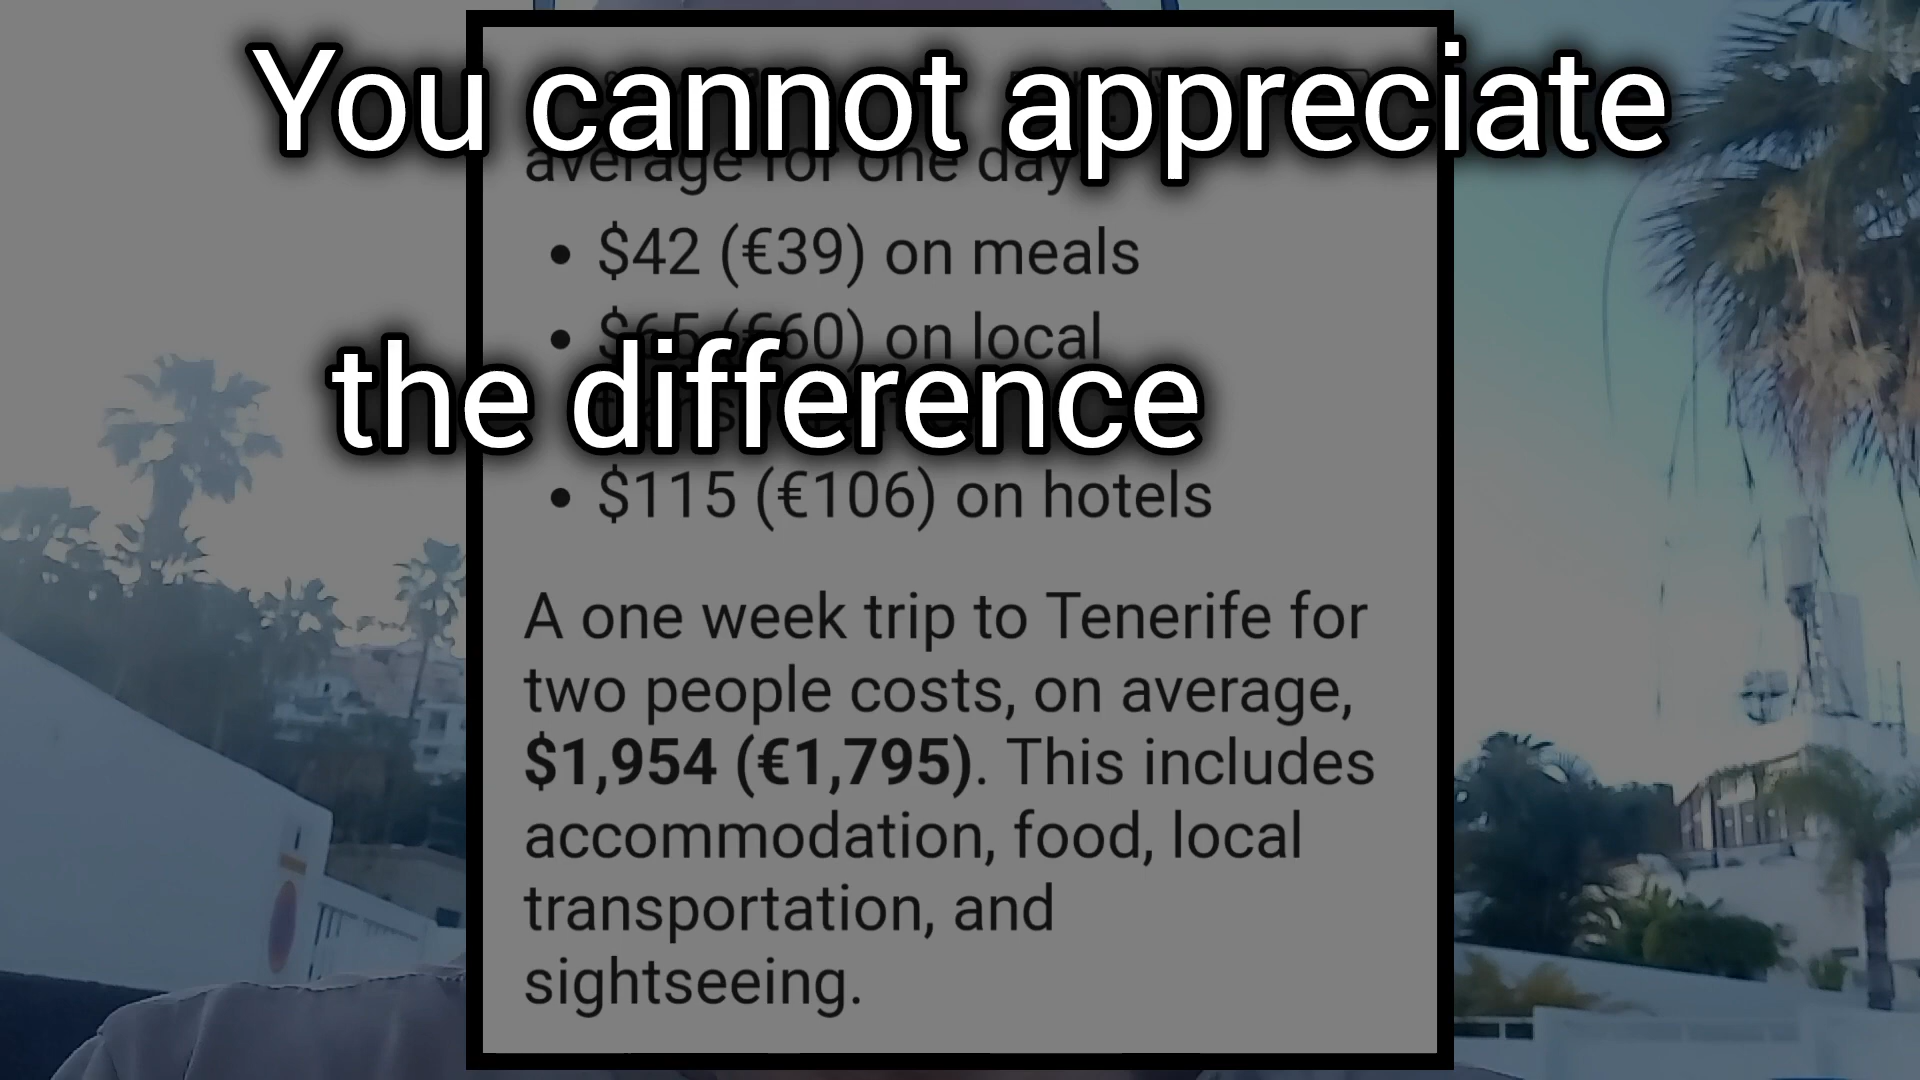 You cannot appreciate
average for one day
• $42 (€39) on meals
• $65 (€60) on local
the difference
• $115 (€106) on hotels
A one week trip to Tenerife for
two people costs, on average,
$1,954 (€1,795). This includes
accommodation, food, local
transportation, and
sightseeing.